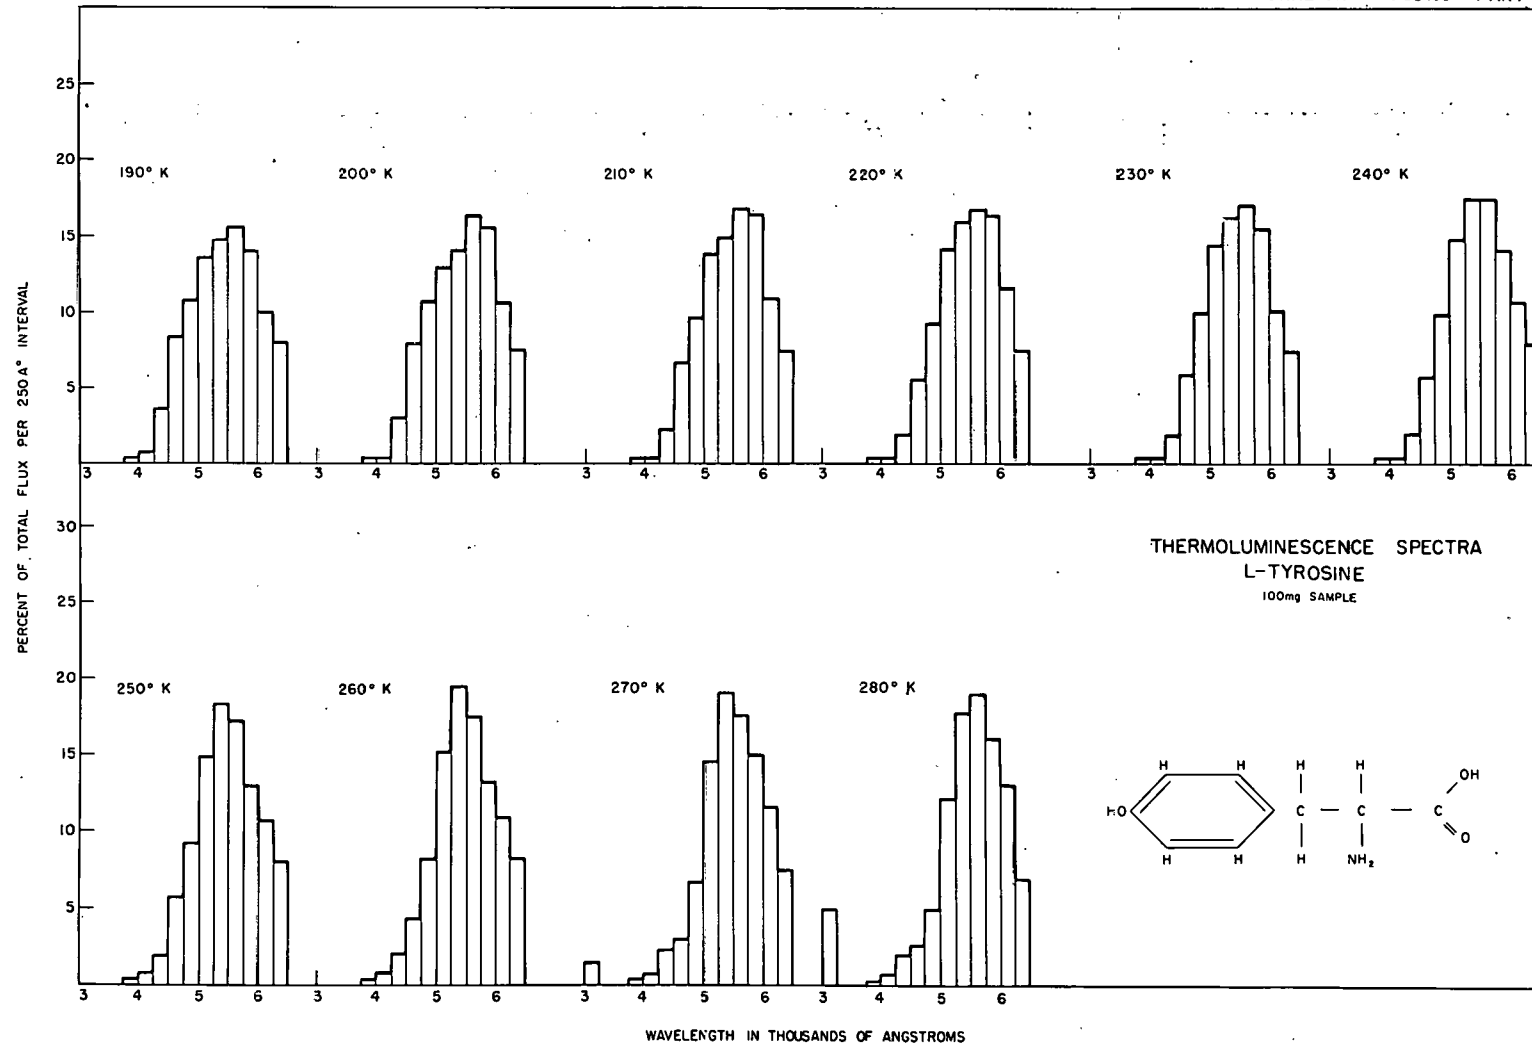 25
20
15
10
5
190° K 200° K 210° K 220° K 230° K 240° K
3 4 5 6 3 4 5 6 3 4 5 6 3 4 5 6 3 4 5 6 3 4 5 6
PERCENT OF TOTAL FLUX PER 250 A° INTERVAL
30
25
20
15
10
5
THERMOLUMINESCENCE SPECTRA
L-TYROSINE
100mg SAMPLE
250° K 260° K 270° K 280° K
H H H H OH
HO C C C
O
H H H NH₂
3 4 5 6 3 4 5 6 3 4 5 6 3 4 5 6
WAVELENGTH IN THOUSANDS OF ANGSTROMS